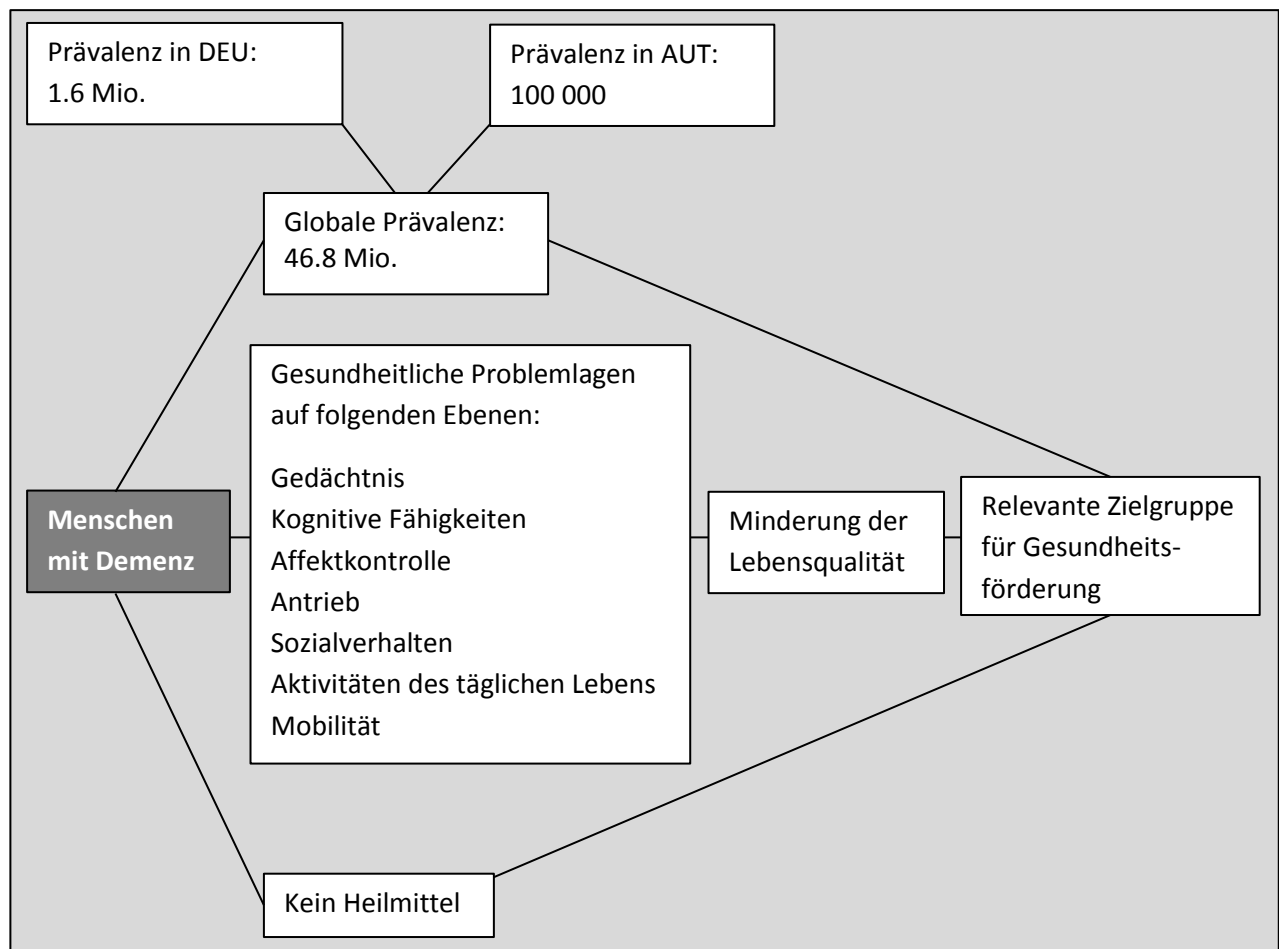 Prävalenz in DEU:
1.6 Mio.
Prävalenz in AUT:
100 000
Globale Prävalenz:
46.8 Mio.
Gesundheitliche Problemlagen
auf folgenden Ebenen:
Gedächtnis
Kognitive Fähigkeiten
Affektkontrolle
Antrieb
Sozialverhalten
Aktivitäten des täglichen Lebens
Mobilität
Menschen
mit Demenz
Minderung der
Lebensqualität
Relevante Zielgruppe
für Gesundheits-
förderung
Kein Heilmittel